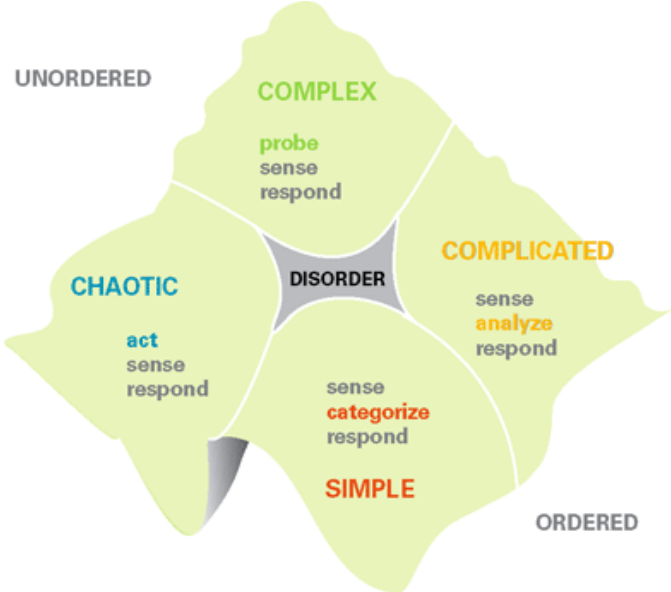 UNORDERED
COMPLEX
probe
sense
respond
COMPLICATED
sense
analyze
respond
CHAOTIC
act
sense
respond
DISORDER
sense
categorize
respond
SIMPLE
ORDERED